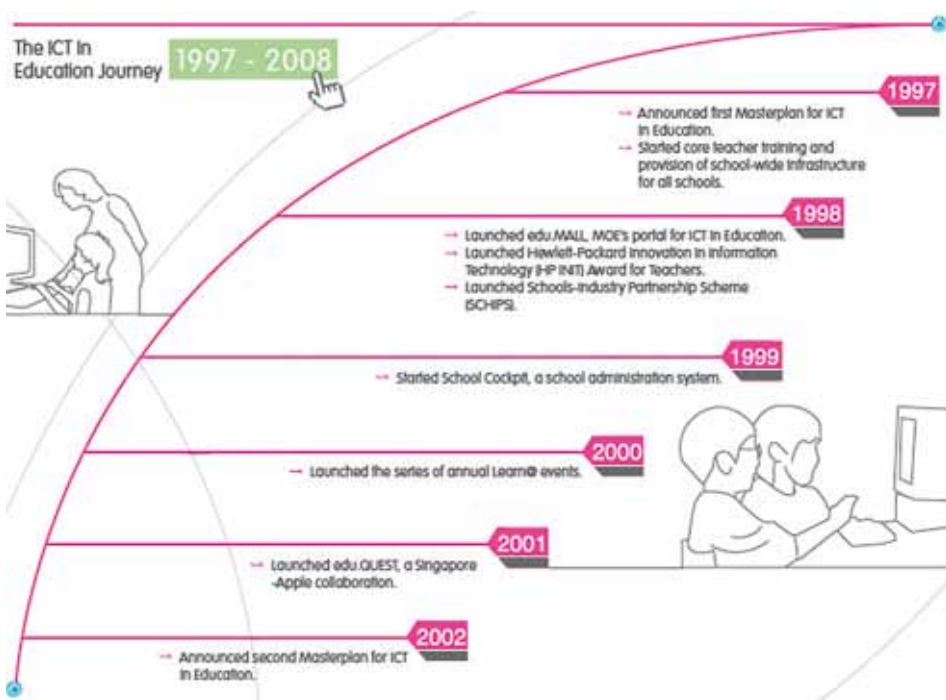 The ICT In
Education Journey
1997 - 2008
1997
→ Announced first Masterplan for ICT
In Education.
→ Started core teacher training and
provision of school-wide infrastructure
for all schools.
1998
→ Launched edu.MALL, MOE's portal for ICT In Education.
→ Launched Hewlett-Packard Innovation In Information
Technology (HP INIT) Award for Teachers.
→ Launched Schools-Industry Partnership Scheme
(SCHIPS).
1999
→ Started School Cockpit, a school administration system.
2000
→ Launched the series of annual Learn@ events.
2001
→ Launched edu.QUEST, a Singapore
-Apple collaboration.
2002
→ Announced second Masterplan for ICT
In Education.